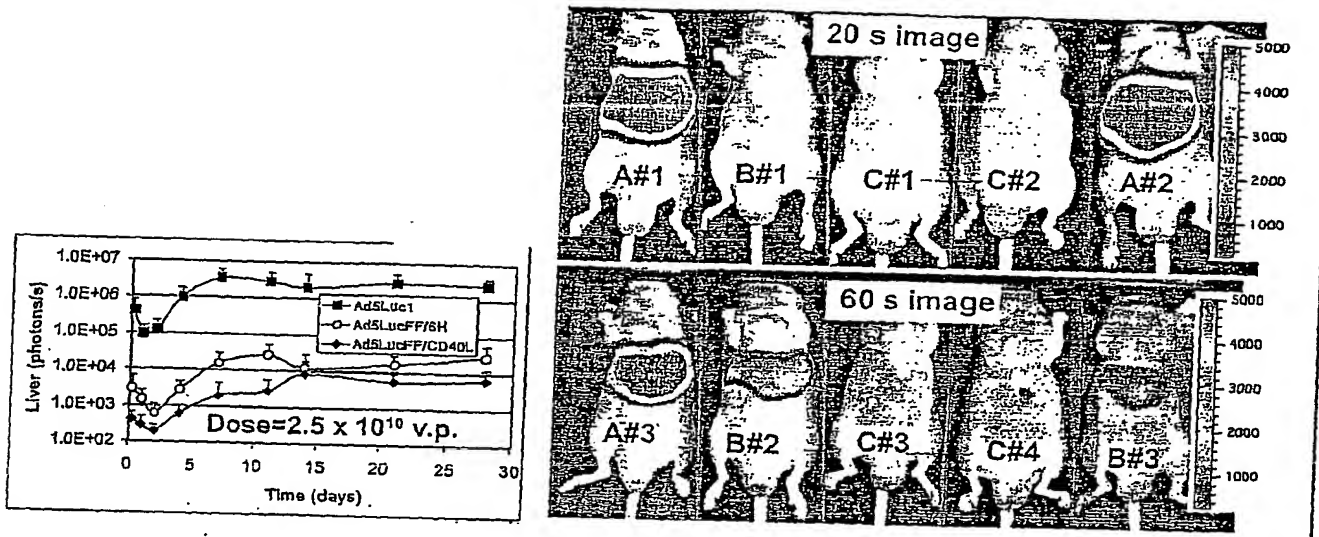 1.0E+07
1.0E+06
1.0E+05
1.0E+04
1.0E+03
1.0E+02
Liver (photons/s)
Ad5Luc1
Ad5LucFF/6H
Ad5LucFF/CD40L
Dose=2.5 x 10¹⁰ v.p.
0 5 10 15 20 25 30
Time (days)
20 s image
A#1 B#1 C#1 C#2 A#2
5000
4000
3000
2000
1000
60 s image
A#3 B#2 C#3 C#4 B#3
5000
4000
3000
2000
1000